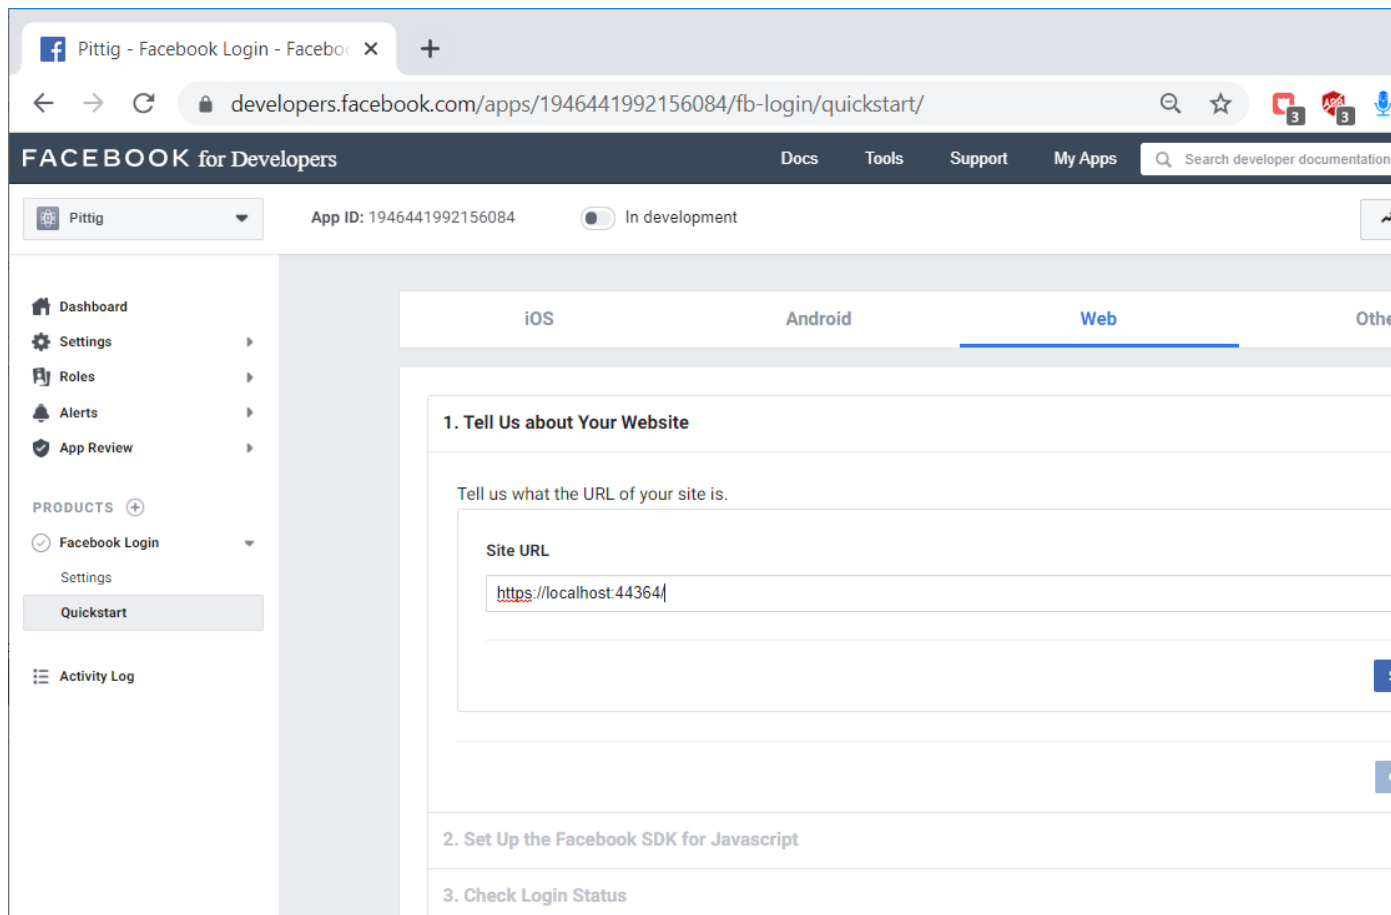 Pittig - Facebook Login - Faceboo
developers.facebook.com/apps/1946441992156084/fb-login/quickstart/
3
3
FACEBOOK for Developers
Docs
Tools
Support
My Apps
Search developer documentation
Pittig
App ID: 1946441992156084
In development
Dashboard
Settings
Roles
Alerts
App Review
PRODUCTS
Facebook Login
Settings
Quickstart
Activity Log
iOS
Android
Web
Othe
1. Tell Us about Your Website
Tell us what the URL of your site is.
Site URL
https://localhost:44364/
2. Set Up the Facebook SDK for Javascript
3. Check Login Status